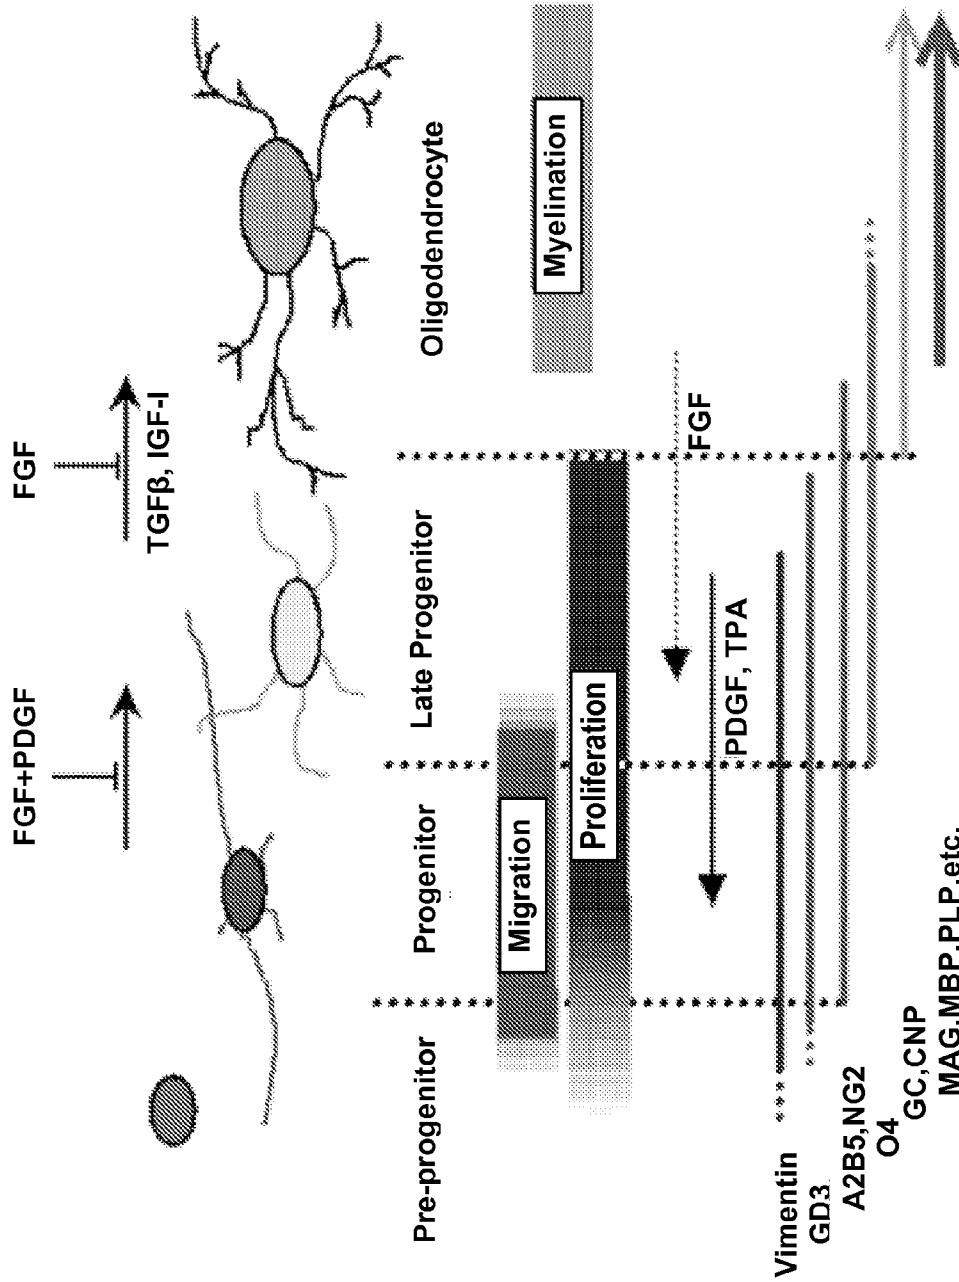 FGF+PDGF
FGF
TGFβ, IGF-I
Pre-progenitor
Progenitor
Late Progenitor
Oligodendrocyte
Migration
Myelination
Proliferation
FGF
PDGF, TPA
Vimentin
GD3
A2B5,NG2
O4
GC,CNP
MAG,MBP,PLP,etc.